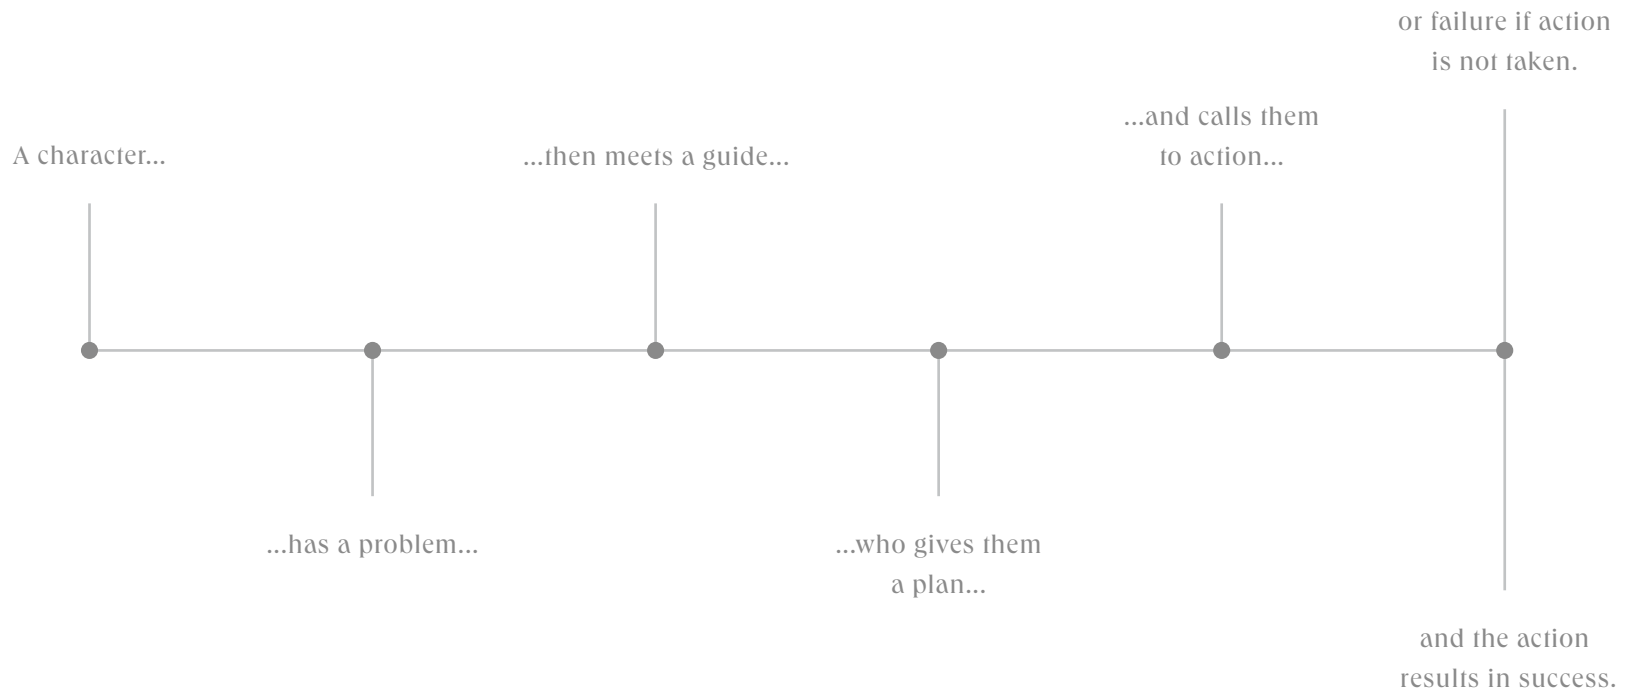 A character...
...has a problem...
...then meets a guide...
...who gives them
a plan...
...and calls them
to action...
or failure if action
is not taken.
and the action
results in success.